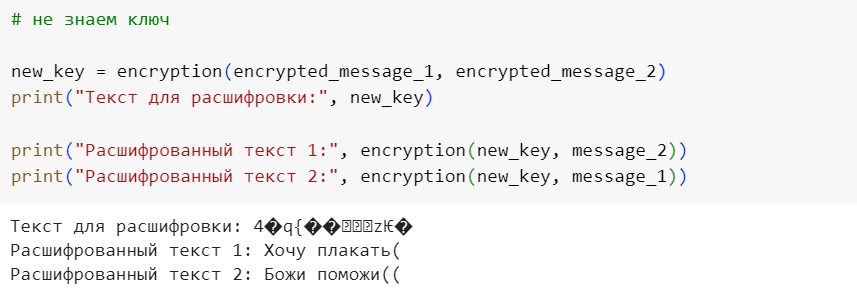 # не знаем ключ
new_key = encryption(encrypted_message_1, encrypted_message_2)
print("Текст для расшифровки:", new_key)
print("Расшифрованный текст 1:", encryption(new_key, message_2))
print("Расшифрованный текст 2:", encryption(new_key, message_1))
Текст для расшифровки: 4�q{��zѥ�
Расшифрованный текст 1: Хочу плакать(
Расшифрованный текст 2: Божи поможи((